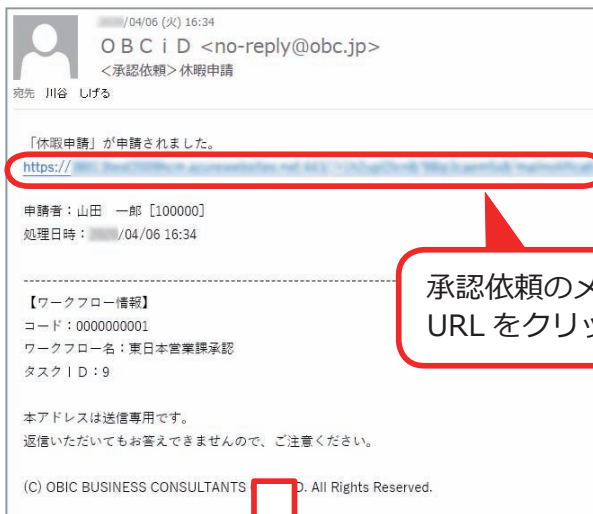 /04/06 (火) 16:34
ＯＢＣｉＤ <no-reply@obc.jp>
<承認依頼>休暇申請
宛先 川谷 しげる
「休暇申請」が申請されました。
https://
申請者：山田 一郎 [100000]
処理日時： /04/06 16:34
承認依頼のメ
URL をクリッ
【ワークフロー情報】
コード：0000000001
ワークフロー名：東日本営業課承認
タスクＩＤ：9
本アドレスは送信専用です。
返信いただいてもお答えできませんので、ご注意ください。
(C) OBIC BUSINESS CONSULTANTS D. All Rights Reserved.